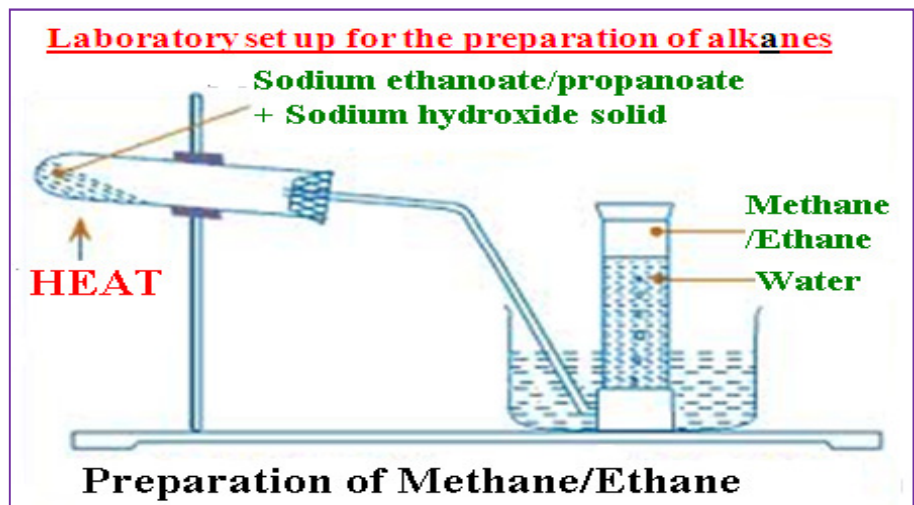 Laboratory set up for the preparation of alkanes
Sodium ethanoate/propanoate
+ Sodium hydroxide solid
Methane
/Ethane
Water
HEAT
Preparation of Methane/Ethane